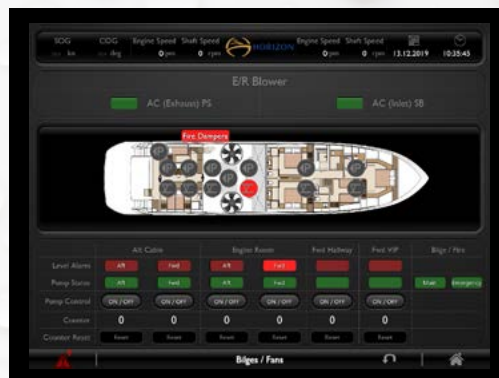 SOG COG Engine Speed Shaft Speed HORIZON Engine Speed Shaft Speed
kn deg 0 rpm 0 rpm 0 rpm 0 rpm 13.12.2019 10:35:45
E/R Blower
AC (Exhaust) PS AC (Inlet) SB
Fire Dampers
Aft Cabin Engine Room Fwd Hallway Fwd VIP Bilge / Fire
Level Alarm Aft Fwd Aft Fwd
Pump Status Aft Fwd Aft Fwd Main Emergency
Pump Control ON / OFF ON / OFF ON / OFF ON / OFF ON / OFF ON / OFF
Counter 0 0 0 0 0 0
Counter Reset Reset Reset Reset Reset Reset Reset
Bilges / Fans